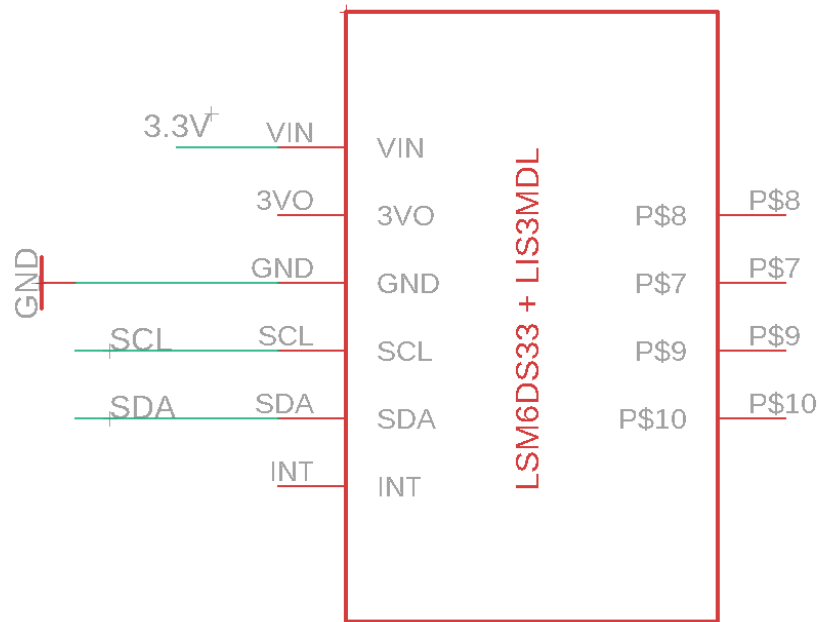 3.3V
VIN
VIN
3VO
3VO
P$8
P$8
GND
GND
GND
P$7
P$7
SCL
SCL
SCL
P$9
P$9
SDA
SDA
SDA
P$10
P$10
INT
INT
LSM6DS33 + LIS3MDL